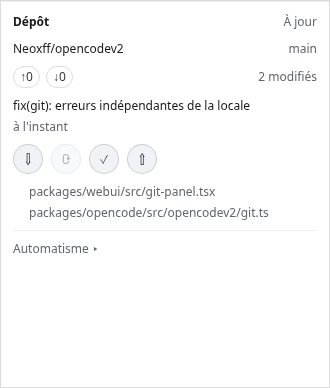 Dépôt À jour
Neoxff/opencodev2 main
↑0 ↓0 2 modifiés
fix(git): erreurs indépendantes de la locale
à l'instant
packages/webui/src/git-panel.tsx
packages/opencode/src/opencodev2/git.ts
Automatisme ▸